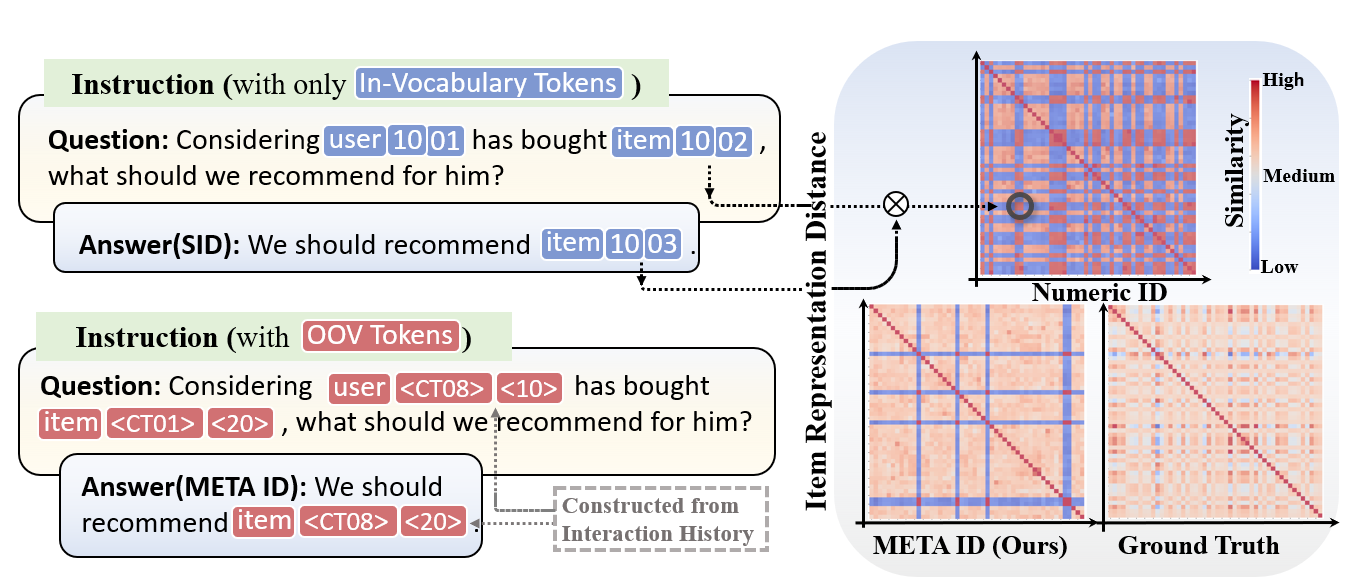 Instruction (with only In-Vocabulary Tokens )
Question: Considering user 10 01 has bought item 10 02 ,
what should we recommend for him?
Answer(SID): We should recommend item 10 03 .
Instruction (with OOV Tokens )
Question: Considering user <CT08> <10> has bought
item <CT01> <20> , what should we recommend for him?
Answer(META ID): We should
recommend item <CT08> <20> .
Constructed from
Interaction History
Item Representation Distance
Numeric ID
Similarity
High
Medium
Low
META ID (Ours)
Ground Truth